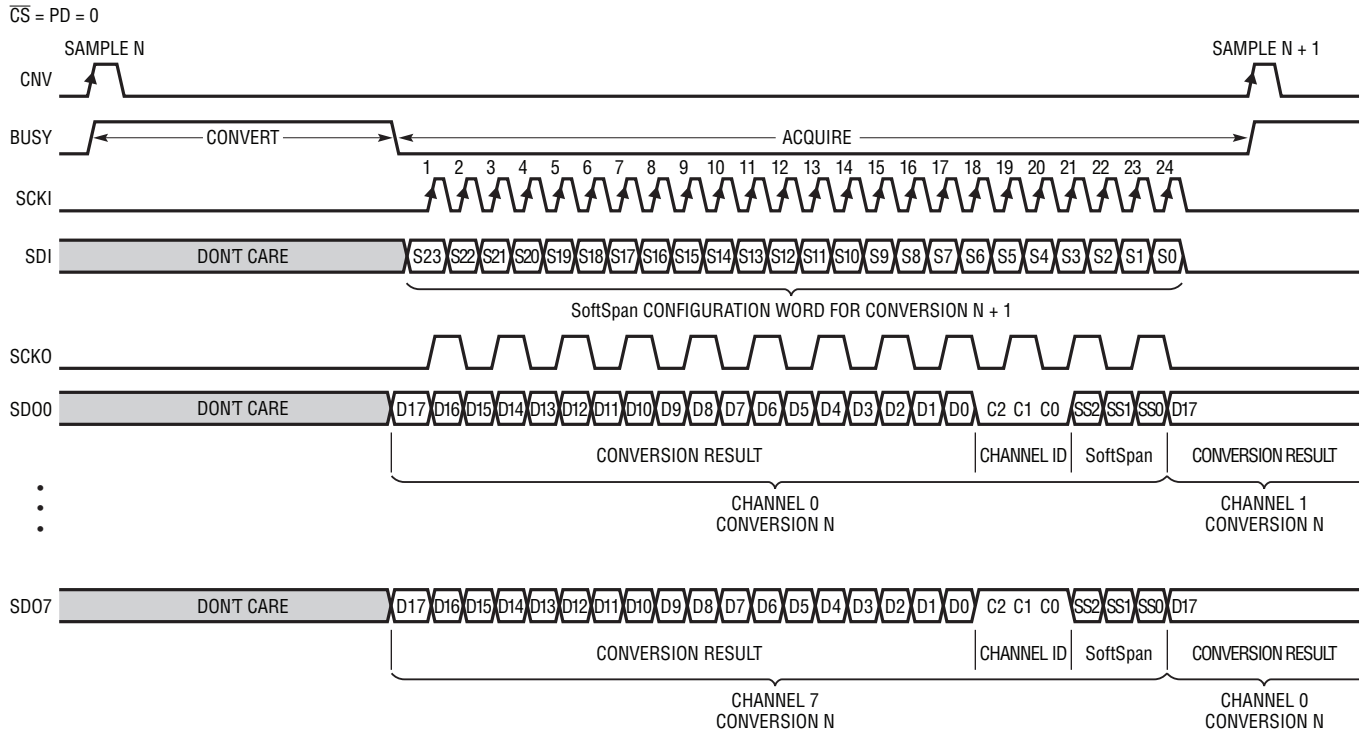 CS = PD = 0
SAMPLE N SAMPLE N + 1
CNV
BUSY CONVERT ACQUIRE
1 2 3 4 5 6 7 8 9 10 11 12 13 14 15 16 17 18 19 20 21 22 23 24
SCKI
SDI DON'T CARE S23 S22 S21 S20 S19 S18 S17 S16 S15 S14 S13 S12 S11 S10 S9 S8 S7 S6 S5 S4 S3 S2 S1 S0
SoftSpan CONFIGURATION WORD FOR CONVERSION N + 1
SCKO
SDO0 DON'T CARE D17 D16 D15 D14 D13 D12 D11 D10 D9 D8 D7 D6 D5 D4 D3 D2 D1 D0 C2 C1 C0 SS2 SS1 SS0 D17
CONVERSION RESULT CHANNEL ID SoftSpan CONVERSION RESULT
CHANNEL 0 CHANNEL 1
CONVERSION N CONVERSION N
SDO7 DON'T CARE D17 D16 D15 D14 D13 D12 D11 D10 D9 D8 D7 D6 D5 D4 D3 D2 D1 D0 C2 C1 C0 SS2 SS1 SS0 D17
CONVERSION RESULT CHANNEL ID SoftSpan CONVERSION RESULT
CHANNEL 7 CHANNEL 0
CONVERSION N CONVERSION N